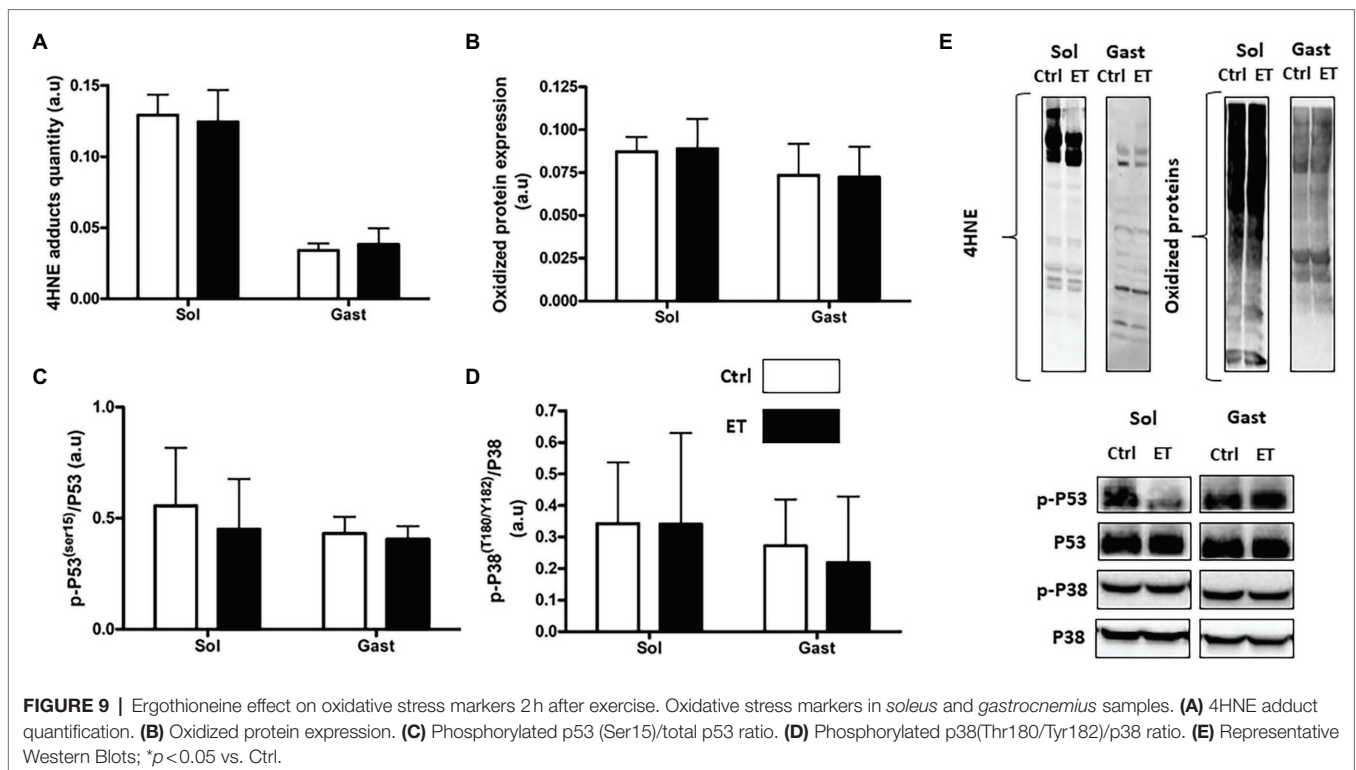 A
4HNE adducts quantity (a.u)
0.15
0.10
0.05
0.00
Sol Gast
B
Oxidized protein expression
(a.u)
0.100
0.075
0.050
0.025
0.000
Sol Gast
C
p-P53(ser15)/P53 (a.u)
1.0
0.5
0.0
Sol Gast
D
p-P38(T180/Y182)/P38
(a.u)
0.7
0.6
0.5
0.4
0.3
0.2
0.1
0.0
Sol Gast
Ctrl
ET
E
Sol Gast
Ctrl ET Ctrl ET
4HNE
Sol Gast
Ctrl ET Ctrl ET
Oxidized proteins
Sol Gast
Ctrl ET Ctrl ET
p-P53
P53
p-P38
P38
FIGURE 9 | Ergothioneine effect on oxidative stress markers 2 h after exercise. Oxidative stress markers in soleus and gastrocnemius samples. (A) 4HNE adduct
quantification. (B) Oxidized protein expression. (C) Phosphorylated p53 (Ser15)/total p53 ratio. (D) Phosphorylated p38(Thr180/Tyr182)/p38 ratio. (E) Representative
Western Blots; *p<0.05 vs. Ctrl.